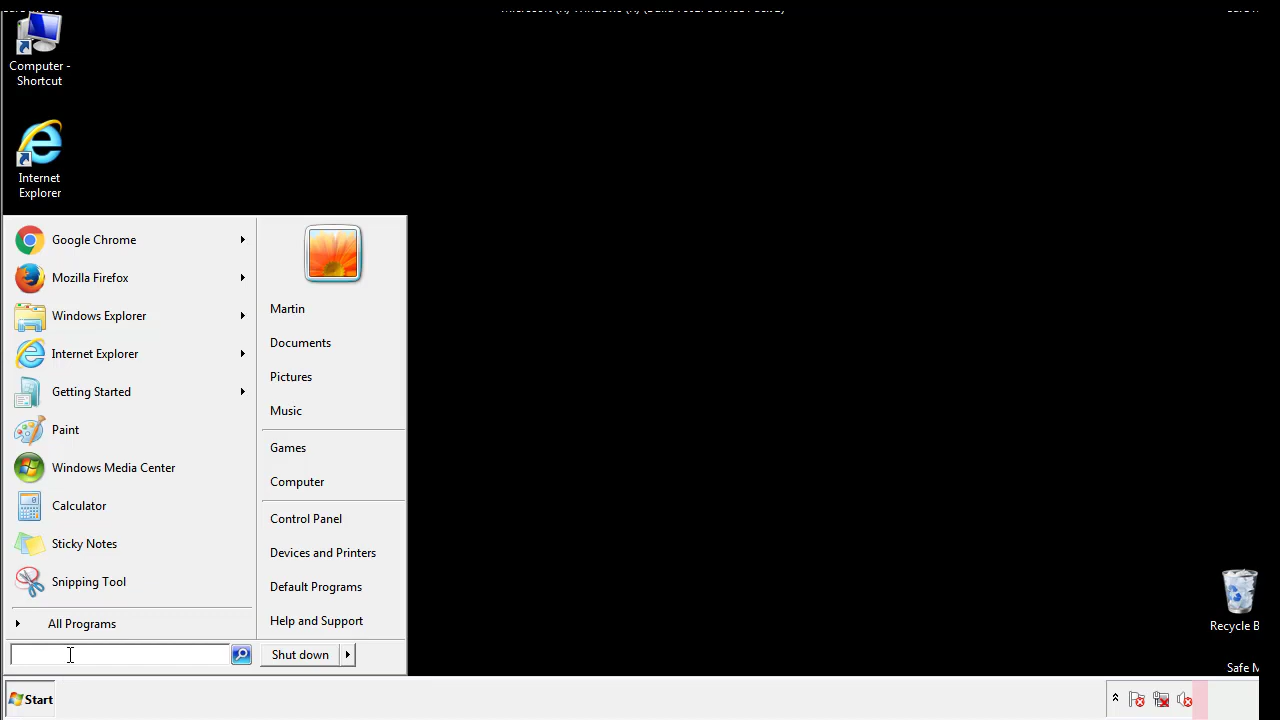 Computer -
Shortcut
Internet
Explorer
Google Chrome
Mozilla Firefox
Windows Explorer
Internet Explorer
Getting Started
Paint
Windows Media Center
Calculator
Sticky Notes
Snipping Tool
All Programs
Martin
Documents
Pictures
Music
Games
Computer
Control Panel
Devices and Printers
Default Programs
Help and Support
Shut down
Recycle B
Safe M
Start